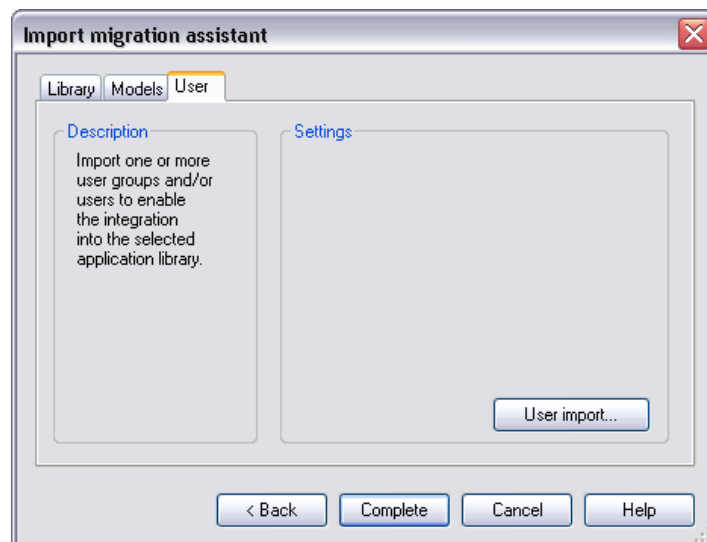 Import migration assistant
Library Models User
Description
Import one or more
user groups and/or
users to enable
the integration
into the selected
application library.
Settings
User import...
< Back Complete Cancel Help